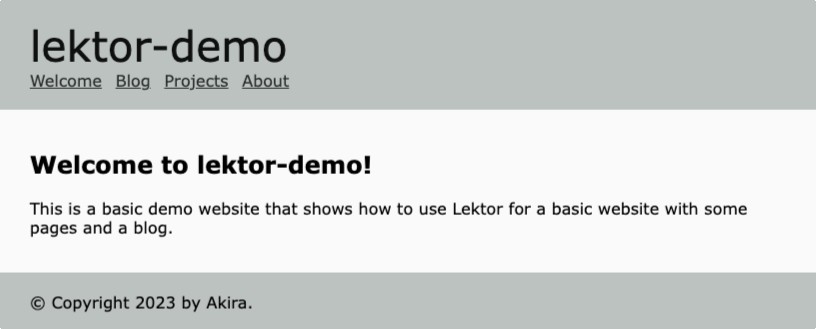 lektor-demo
Welcome Blog Projects About
Welcome to lektor-demo!
This is a basic demo website that shows how to use Lektor for a basic website with some
pages and a blog.
© Copyright 2023 by Akira.